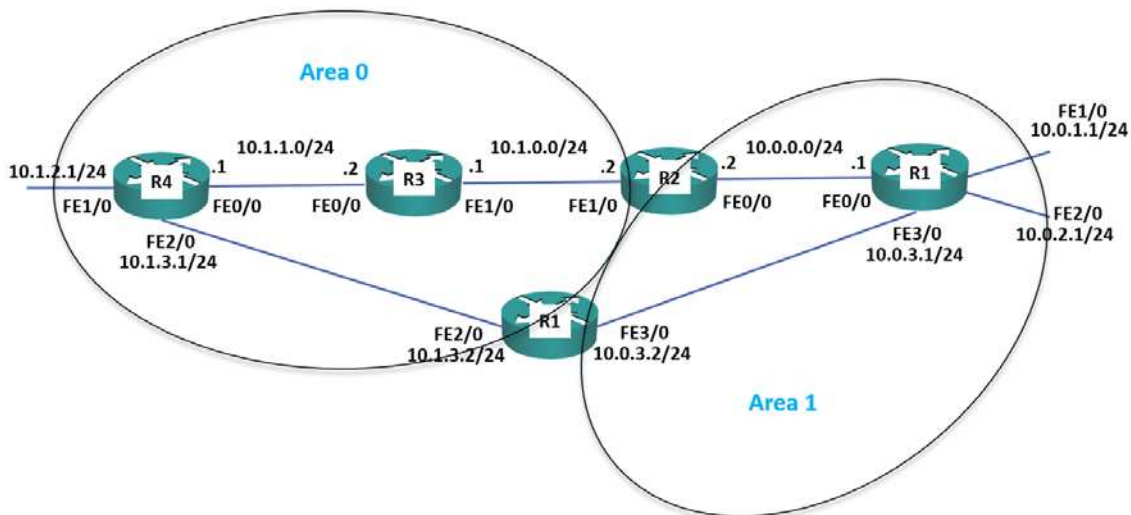 Area 0
FE1/0
10.0.1.1/24
10.1.1.0/24
10.1.0.0/24
10.0.0.0/24
10.1.2.1/24
R4
.1
.2
R3
.1
.2
R2
.2
.1
R1
FE1/0
FE0/0
FE0/0
FE1/0
FE1/0
FE0/0
FE0/0
FE2/0
10.0.2.1/24
FE2/0
10.1.3.1/24
FE3/0
10.0.3.1/24
R1
FE2/0
10.1.3.2/24
FE3/0
10.0.3.2/24
Area 1